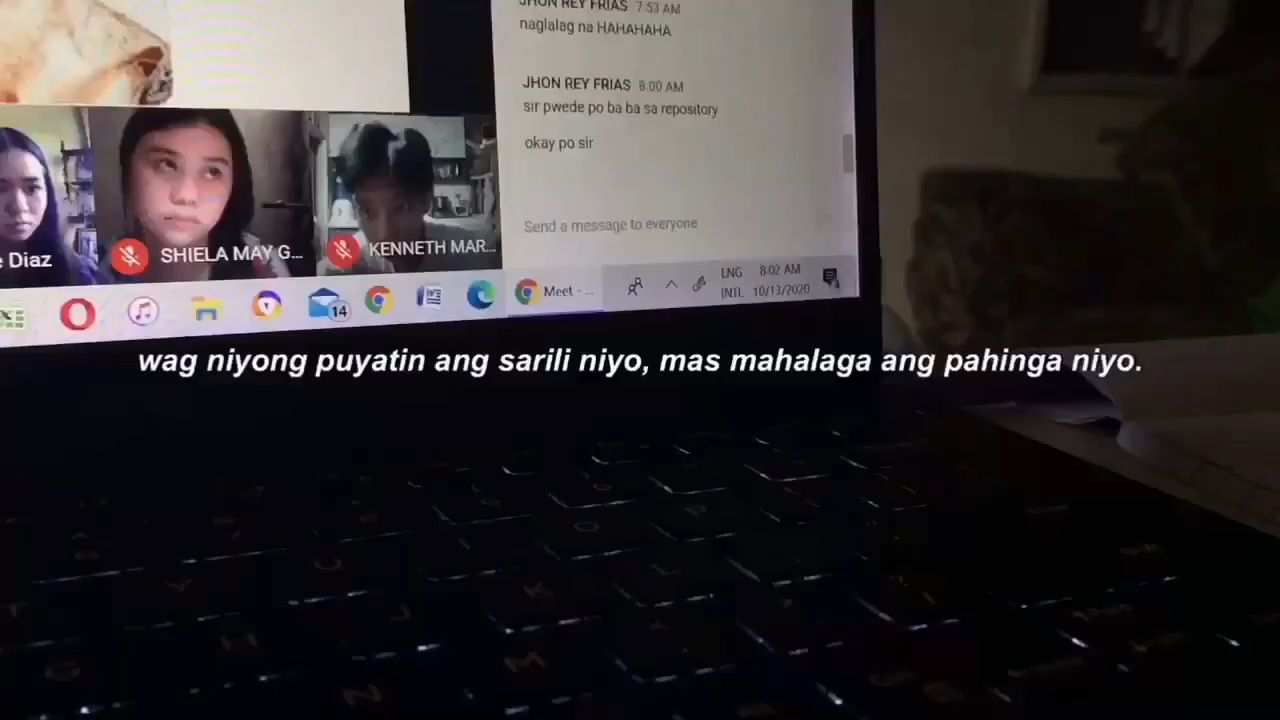 JHON REY FRIAS 7:53 AM
naglalag na HAHAHAHA
JHON REY FRIAS 8:00 AM
sir pwede po ba ba sa repository
okay po sir
Send a message to everyone
e Diaz
SHIELA MAY G...
KENNETH MAR...
14
Meet - ...
ENG 8:02 AM
INTL 10/13/2020
wag niyong puyatin ang sarili niyo, mas mahalaga ang pahinga niyo.